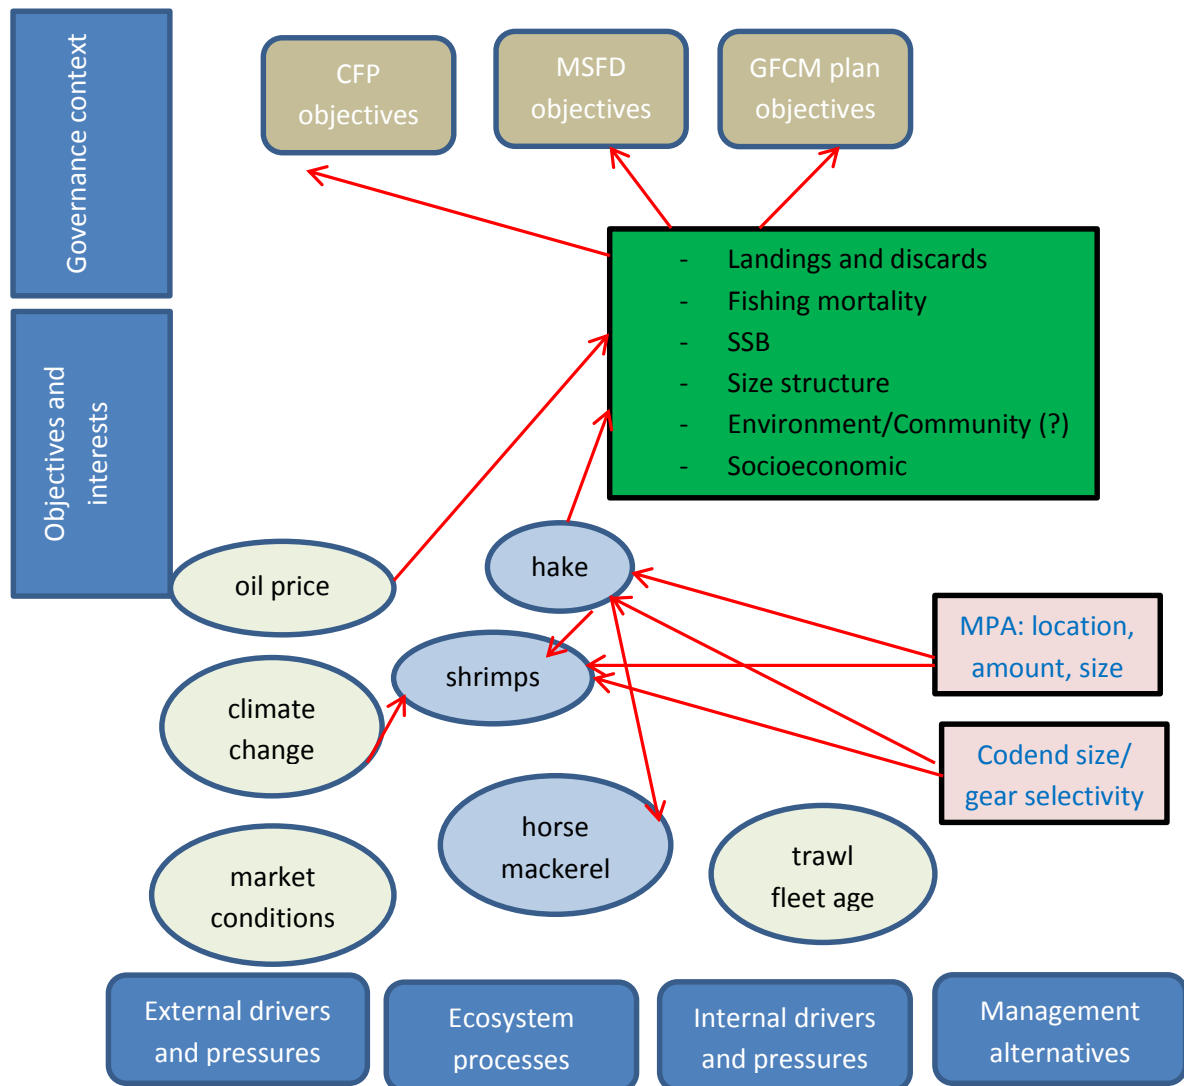 Governance context
CFP
objectives
MSFD
objectives
GFCM plan
objectives
- Landings and discards
- Fishing mortality
- SSB
- Size structure
- Environment/Community (?)
- Socioeconomic
Objectives and
interests
oil price
hake
MPA: location,
amount, size
shrimps
climate
change
Codend size/
gear selectivity
horse
mackerel
trawl
fleet age
market
conditions
External drivers
and pressures
Ecosystem
processes
Internal drivers
and pressures
Management
alternatives